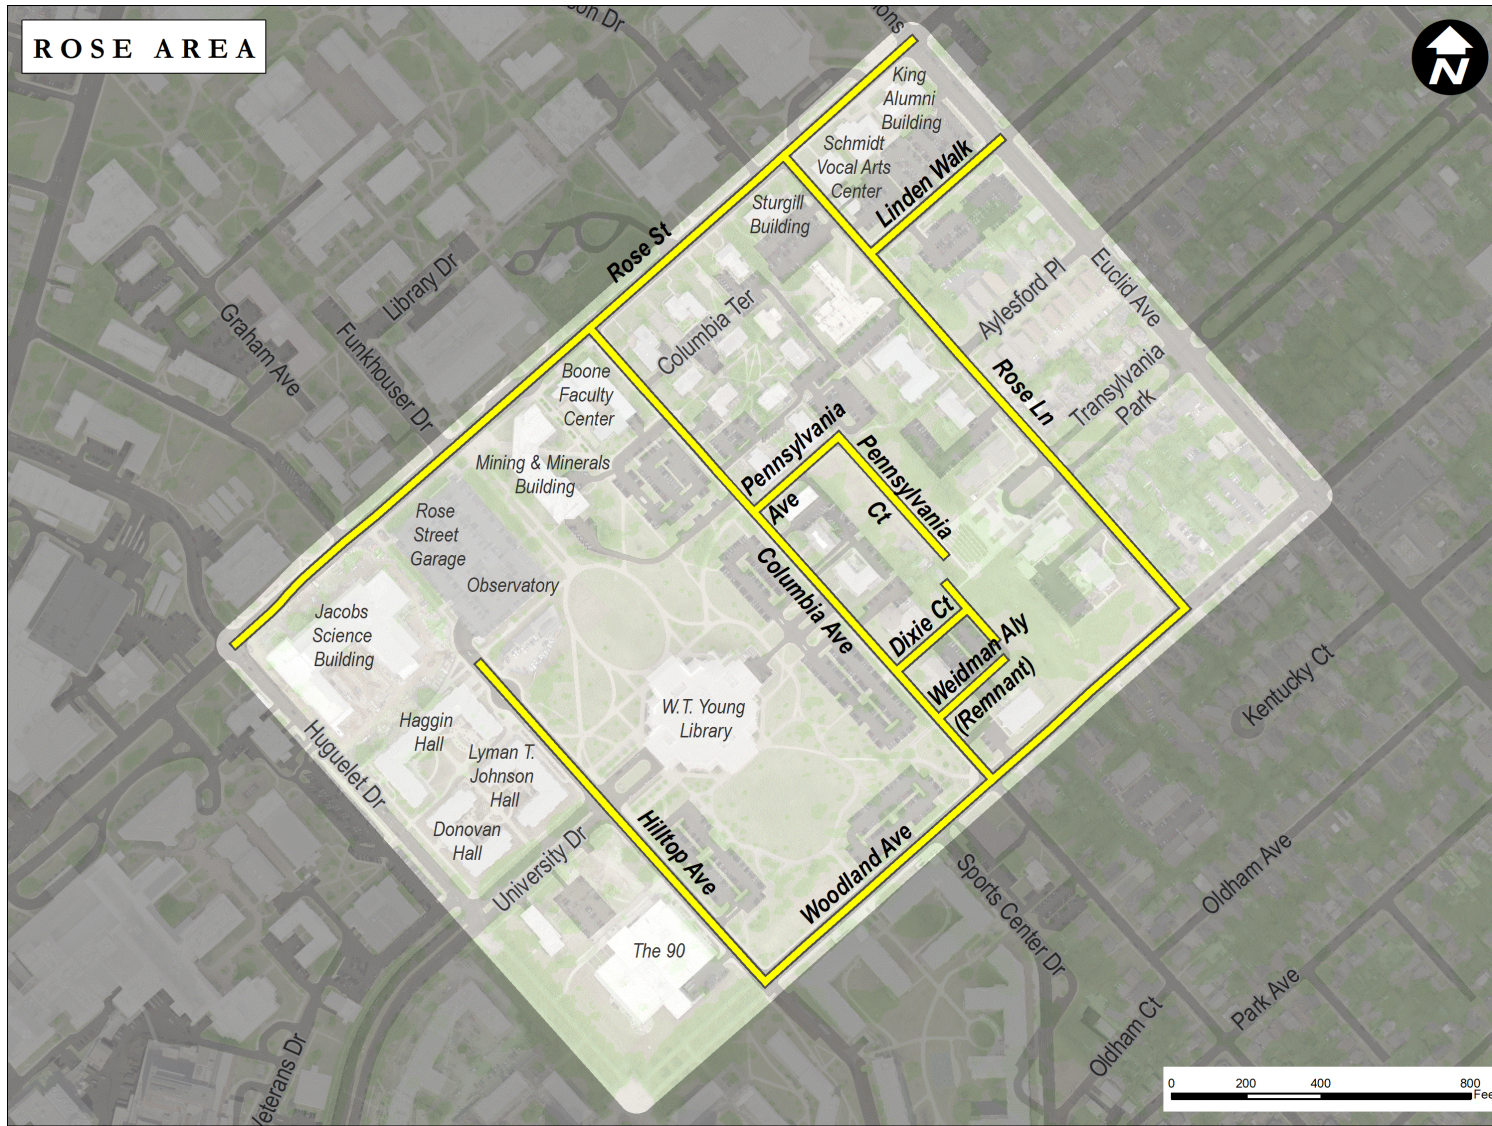 ROSE AREA
N
King
Alumni
Building
Schmidt
Vocal Arts
Center
Linden Walk
Sturgill
Building
Rose St
Library Dr
Graham Ave
Funkhouser Dr
Columbia Ter
Aylesford Pl
Euclid Ave
Transylvania
Park
Rose Ln
Boone
Faculty
Center
Mining & Minerals
Building
Pennsylvania
Ave
Pennsylvania
Ct
Rose
Street
Garage
Observatory
Columbia Ave
Dixie Ct
Weidman Aly
(Remnant)
Jacobs
Science
Building
W.T. Young
Library
Haggin
Hall
Lyman T.
Johnson
Hall
Donovan
Hall
Huguelet Dr
University Dr
Hilltop Ave
Woodland Ave
The 90
Kentucky Ct
Sports Center Dr
Oldham Ave
Park Ave
Oldham Ct
eterans Dr
0 200 400 800
Fee